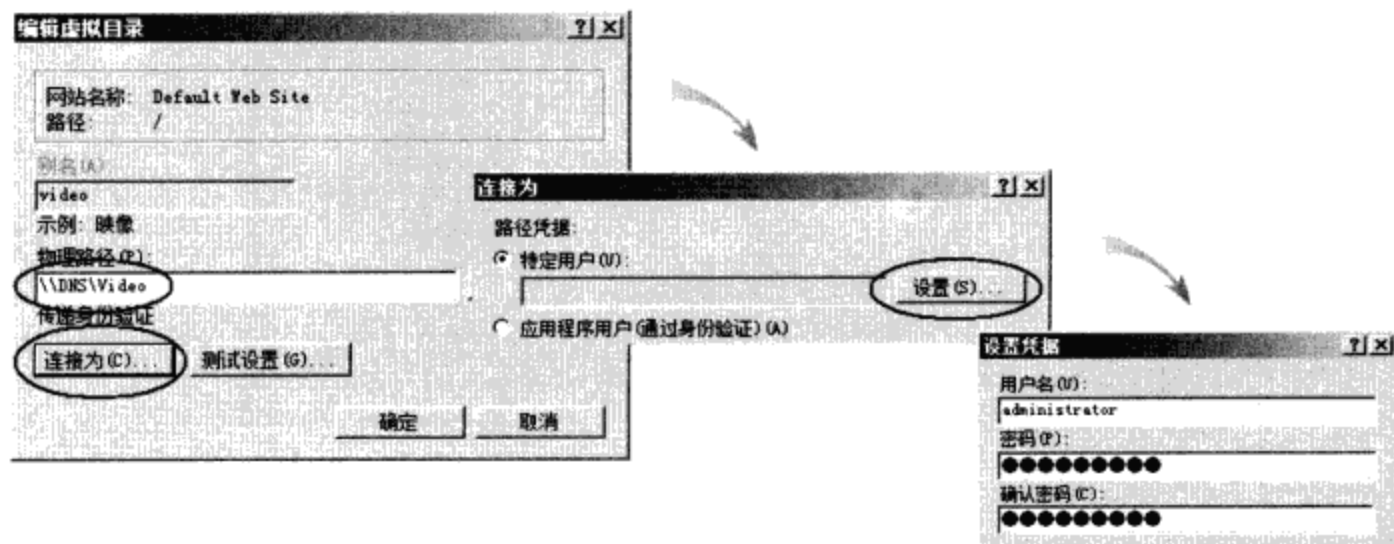 编辑虚拟目录
网站名称: Default Web Site
路径: /
别名(A)
video
示例: 映像
物理路径(P):
\\DNS\Video
传递身份验证
连接为(C)...
测试设置(G)...
确定
取消
连接为
路径凭据:
特定用户(U):
设置(S)...
应用程序用户(通过身份验证)(A)
设置凭据
用户名(U):
administrator
密码(P):
●●●●●●●●●
确认密码(C):
●●●●●●●●●